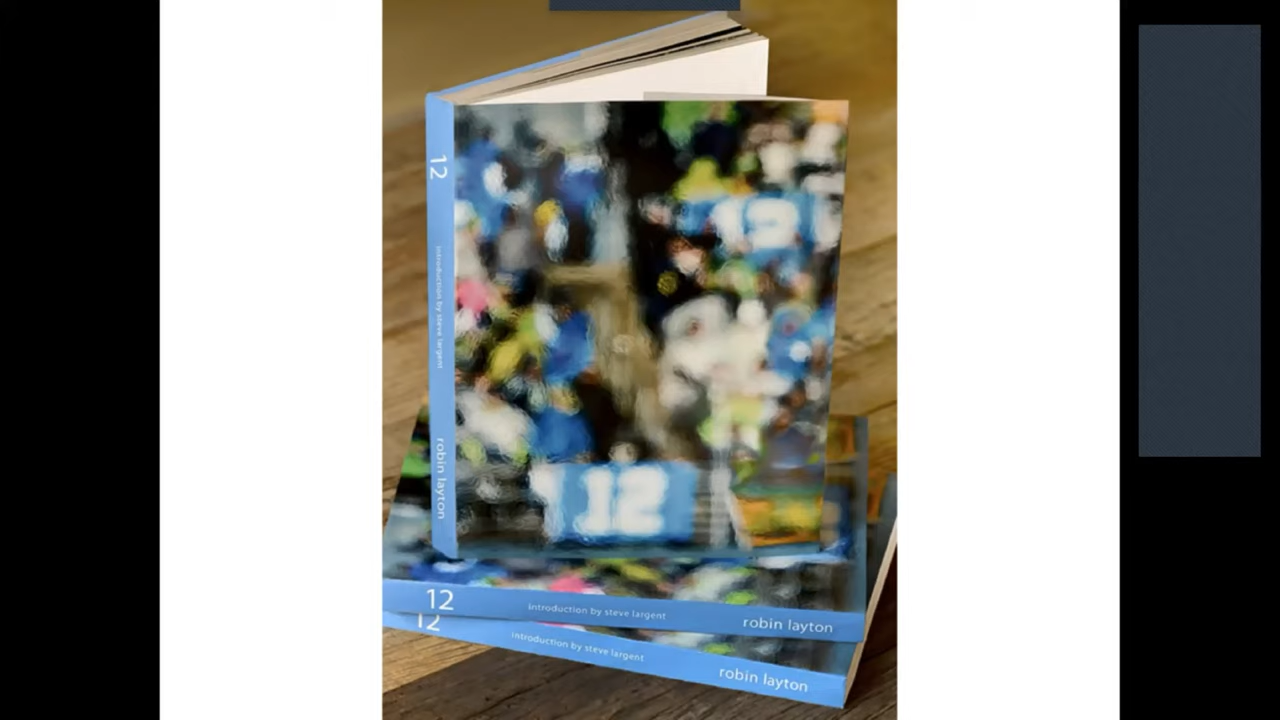 12
introduction by steve largent
robin layton
12
12
12
introduction by steve largent
robin layton
12
introduction by steve largent
robin layton